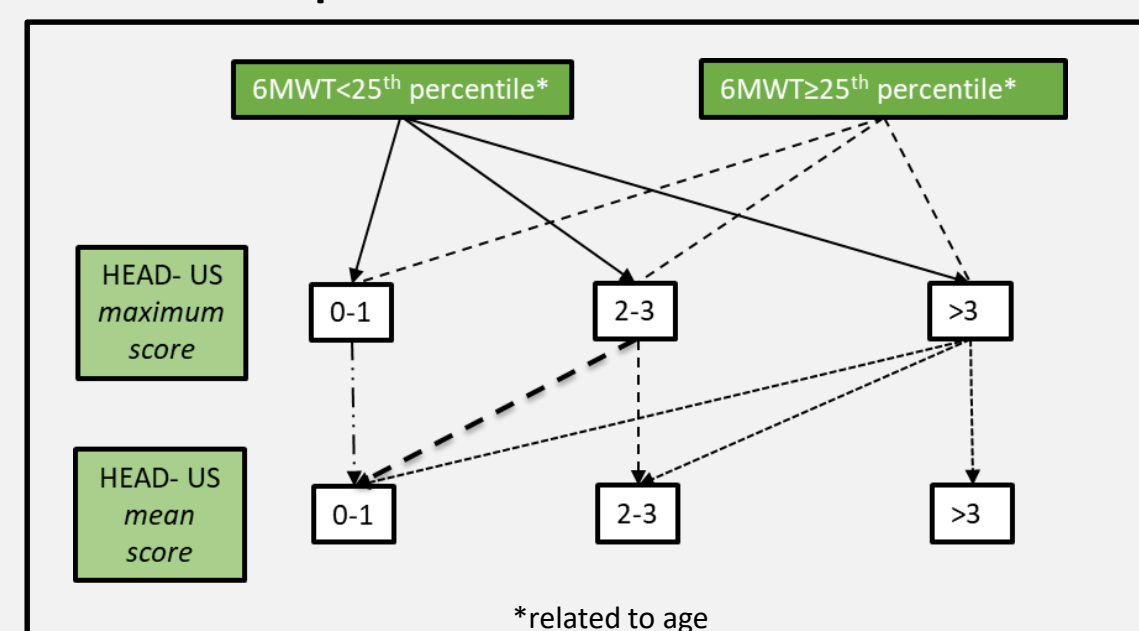 6MWT<25th percentile*
6MWT≥25th percentile*
HEAD- US
maximum
score
0-1
2-3
>3
HEAD- US
mean
score
0-1
2-3
>3
*related to age